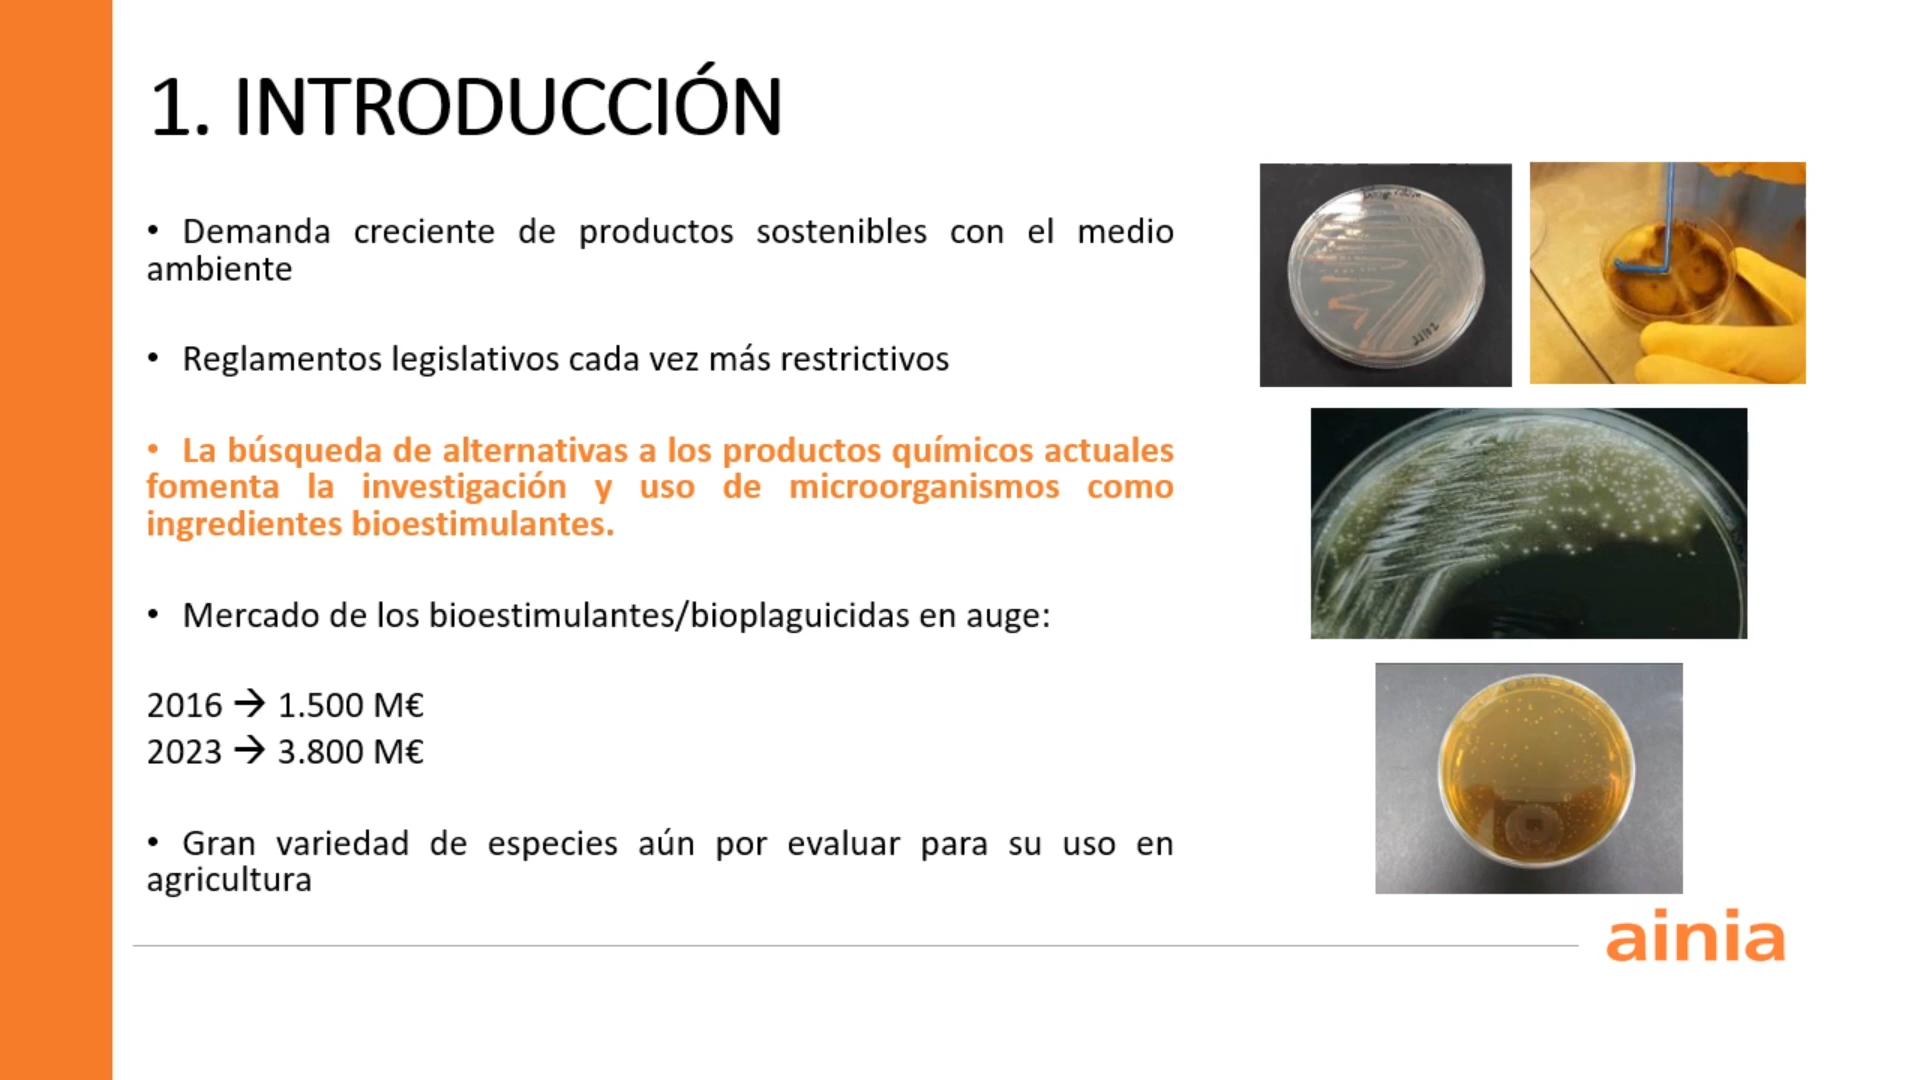 1. INTRODUCCIÓN
• Demanda creciente de productos sostenibles con el medio
ambiente
• Reglamentos legislativos cada vez más restrictivos
• La búsqueda de alternativas a los productos químicos actuales
fomenta la investigación y uso de microorganismos como
ingredientes bioestimulantes.
• Mercado de los bioestimulantes/bioplaguicidas en auge:
2016 → 1.500 M€
2023 → 3.800 M€
• Gran variedad de especies aún por evaluar para su uso en
agricultura
ainia